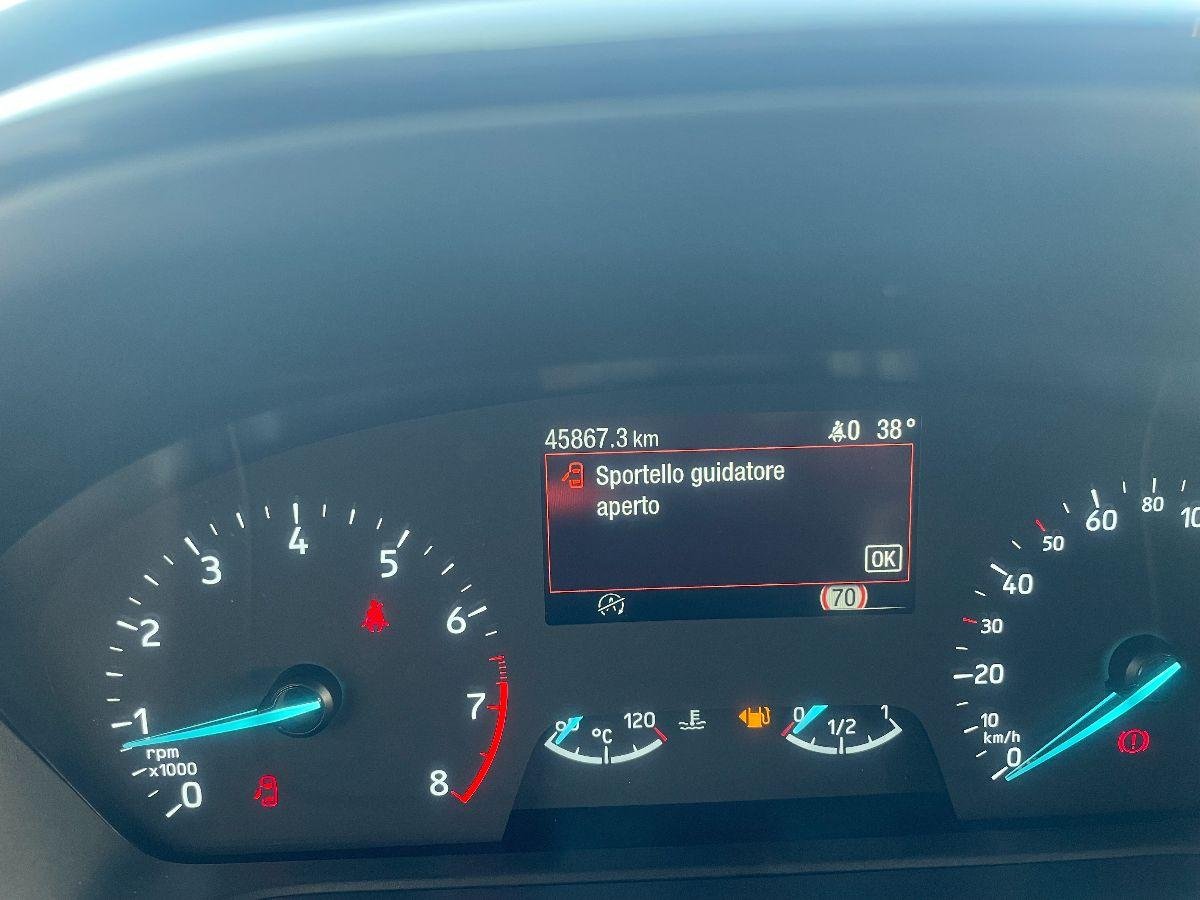 45867.3 km
0 38°
Sportello guidatore
aperto
OK
70
0 1 2 3 4 5 6 7 8
rpm
x1000
120
°C
0 1/2 1
0 10 20 30 40 50 60 80
km/h